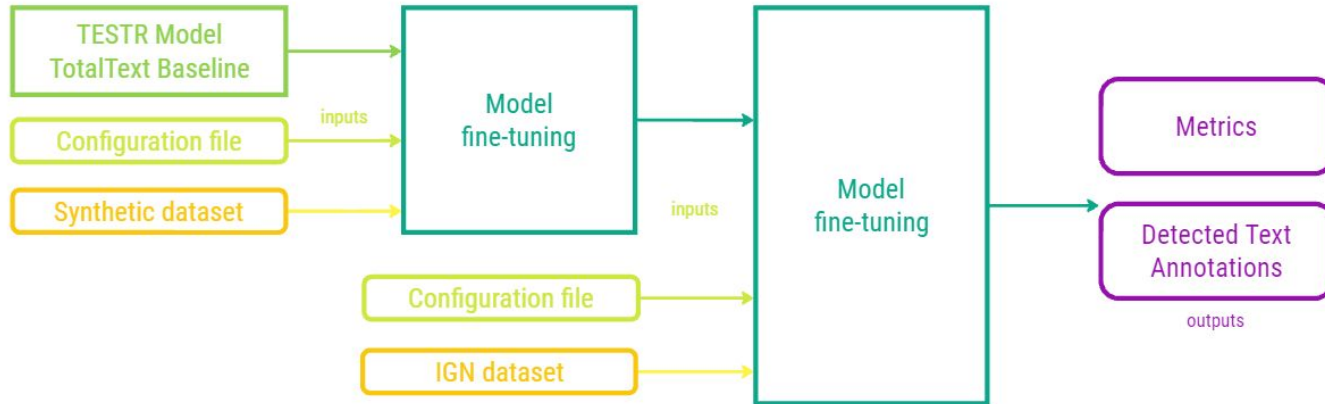 TESTR Model
TotalText Baseline
inputs
Configuration file
Synthetic dataset
Model
fine-tuning
inputs
Configuration file
IGN dataset
Model
fine-tuning
Metrics
Detected Text
Annotations
outputs